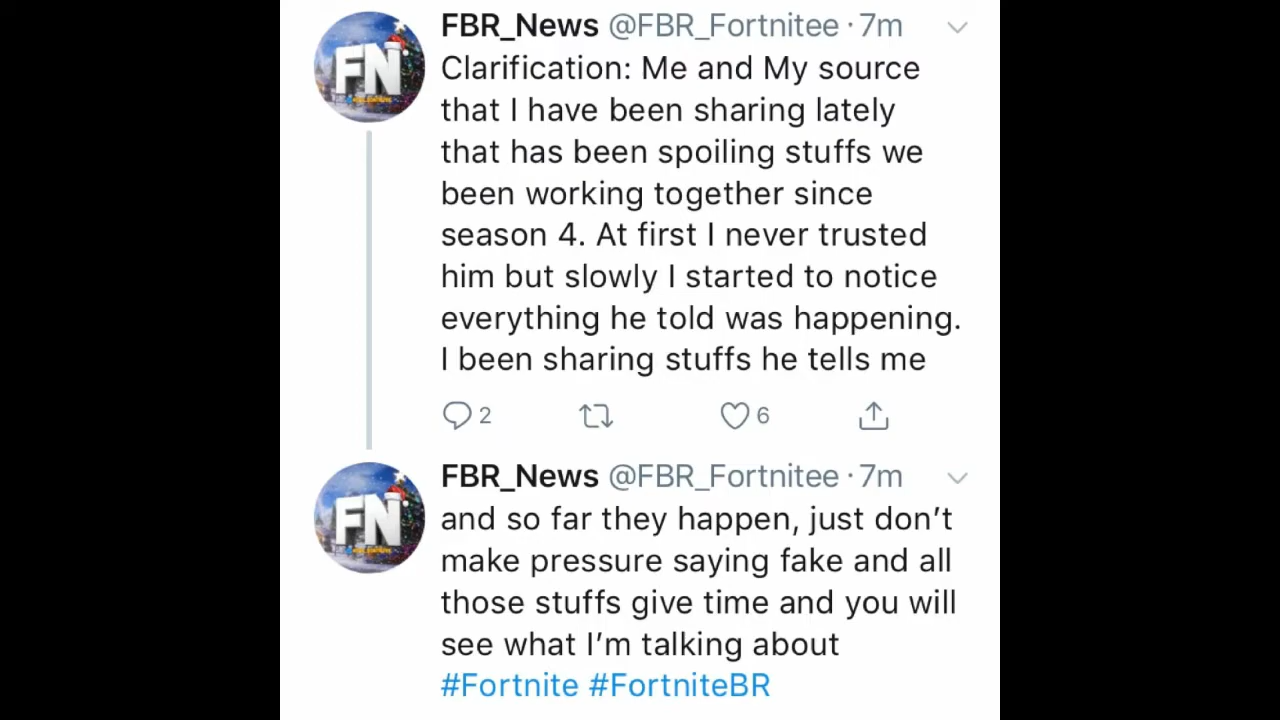 FBR_News @FBR_Fortnitee · 7m
Clarification: Me and My source
that I have been sharing lately
that has been spoiling stuffs we
been working together since
season 4. At first I never trusted
him but slowly I started to notice
everything he told was happening.
I been sharing stuffs he tells me
2 6
FBR_News @FBR_Fortnitee · 7m
and so far they happen, just don’t
make pressure saying fake and all
those stuffs give time and you will
see what I’m talking about
#Fortnite #FortniteBR
FN
FN